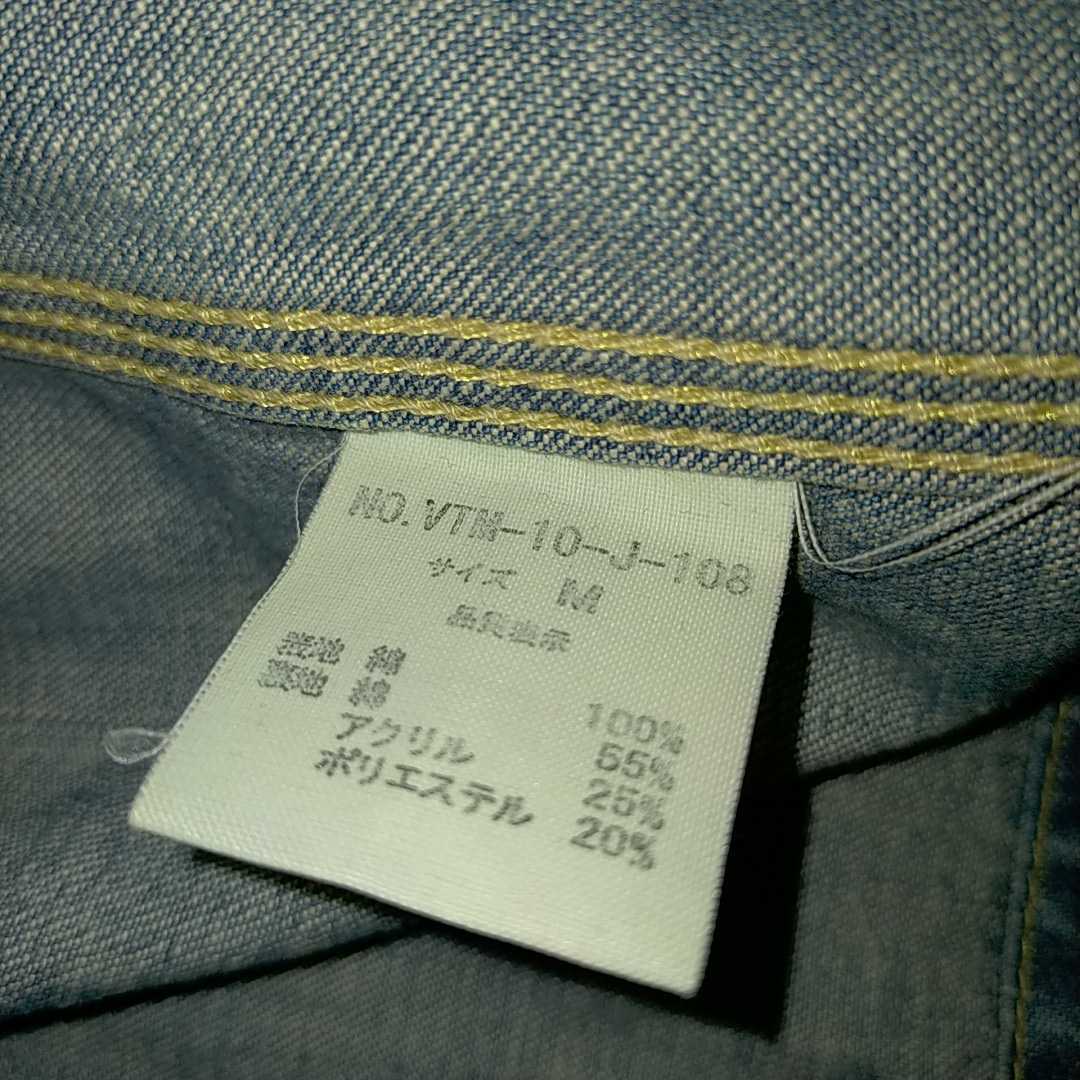 NO.VTM-10-J-108
サイズ M
品質表示
表地 綿 100%
裏地 綿 55%
アクリル 25%
ポリエステル 20%